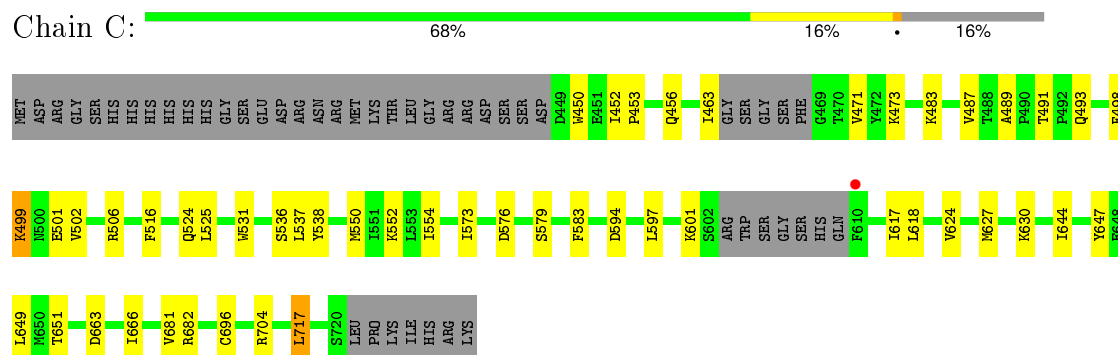 Chain C:
68% 16% • 16%
MET ASP ARG GLY SER HIS HIS HIS HIS HIS HIS GLY SER GLU ASP ARG ASN ARG MET LYS THR LEU GLY ARG ARG ASP SER SER ASP D449 W450 E451 I452 P453 Q456 I463 GLY SER GLY SER PHE G469 T470 V471 Y472 K473 K483 V487 T488 A489 P490 T491 P492 Q493
K499 N500 E501 V502 R506 F516 Q524 L525 W531 S536 L537 Y538 M550 I551 K552 L553 I554 I573 D576 S579 F583 D594 L597 K601 S602 ARG TRP SER GLY SER HIS GLN F610 I617 L618 V624 M627 K630 I644 Y647
L649 M650 T651 D663 I666 V681 R682 C696 R704 L717 S720 LEU PRO LYS ILE HIS ARG LYS